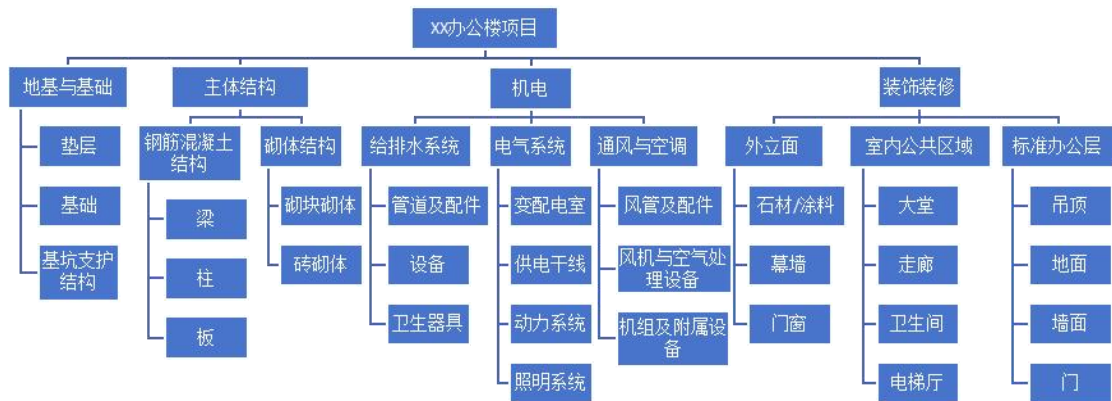 xx办公楼项目
地基与基础
主体结构
机电
装饰装修
垫层
基础
基坑支护
结构
钢筋混凝
土结构
梁
柱
板
砌体结构
砌块砌体
砖砌体
给排水系统
管道及配件
设备
卫生器具
电气系统
变配电室
供电干线
动力系统
照明系统
通风与空调
风管及配件
风机与空气处
理设备
机组及附属设
备
外立面
石材/涂料
幕墙
门窗
室内公共区域
大堂
走廊
卫生间
电梯厅
标准办公层
吊顶
地面
墙面
门